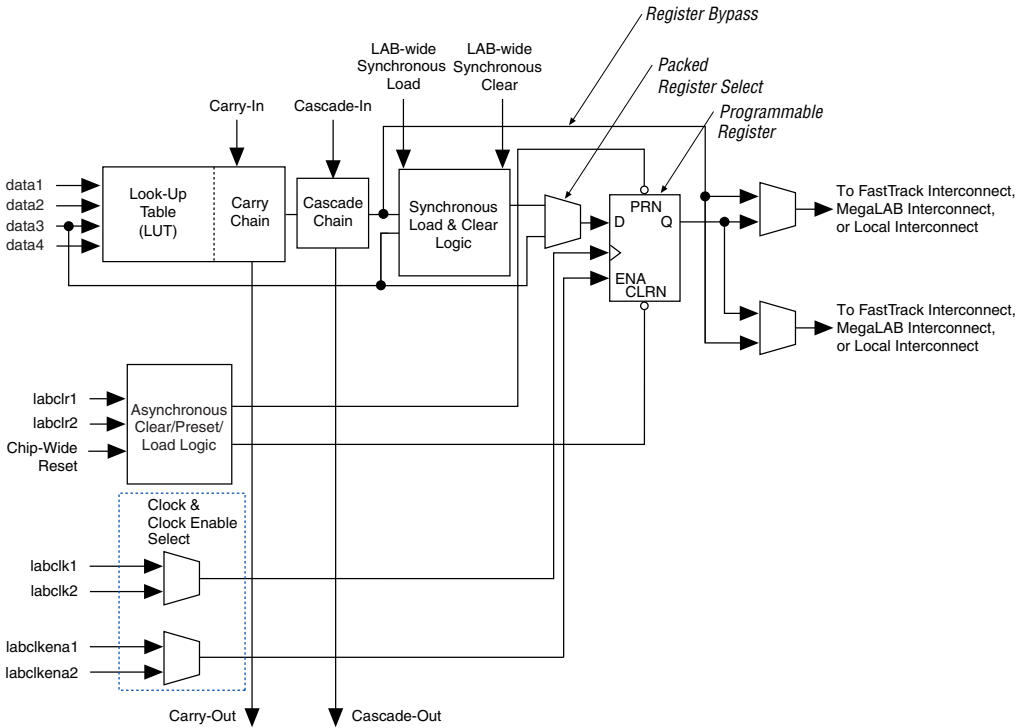 Register Bypass
LAB-wide
Synchronous
Load
LAB-wide
Synchronous
Clear
Packed
Register Select
Programmable
Register
Carry-In
Cascade-In
data1
data2
data3
data4
Look-Up
Table
(LUT)
Carry
Chain
Cascade
Chain
Synchronous
Load & Clear
Logic
PRN
D
Q
ENA
CLRN
To FastTrack Interconnect,
MegaLAB Interconnect,
or Local Interconnect
To FastTrack Interconnect,
MegaLAB Interconnect,
or Local Interconnect
labclr1
labclr2
Chip-Wide
Reset
Asynchronous
Clear/Preset/
Load Logic
Clock &
Clock Enable
Select
labclk1
labclk2
labclkena1
labclkena2
Carry-Out
Cascade-Out